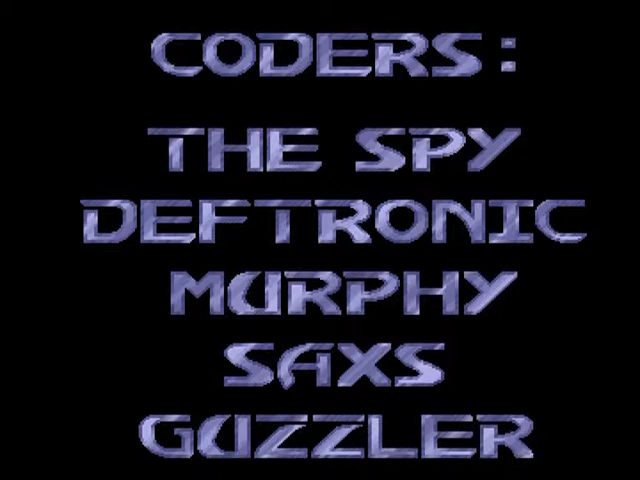 CODERS:
THE SPY
DEFTRONIC
MURPHY
SAXS
GUZZLER